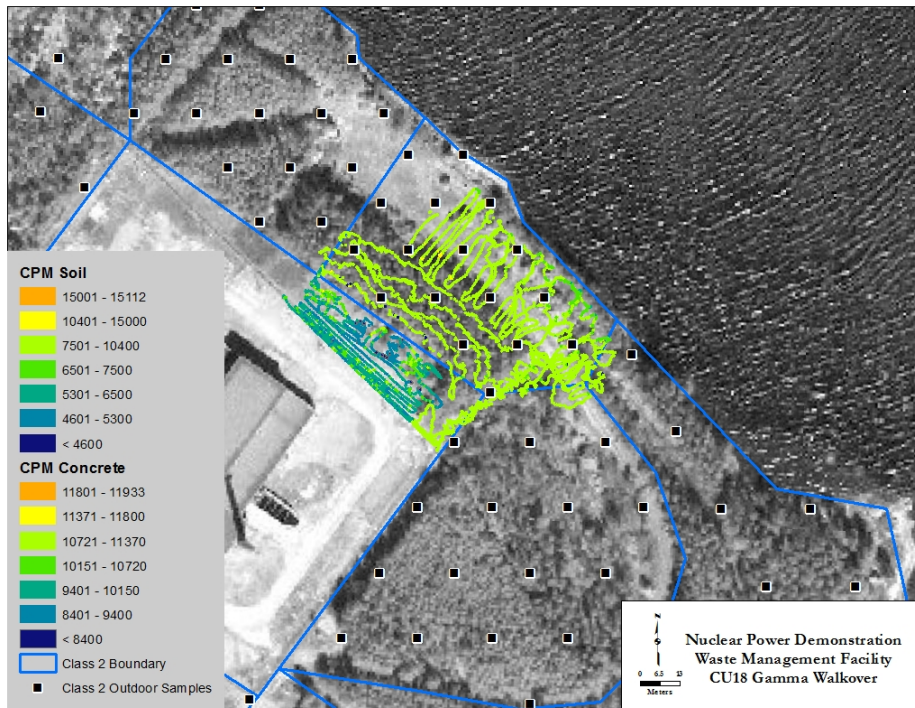 CPM Soil
15001 - 15112
10401 - 15000
7501 - 10400
6501 - 7500
5301 - 6500
4601 - 5300
< 4600
CPM Concrete
11801 - 11933
11371 - 11800
10721 - 11370
10151 - 10720
9401 - 10150
8401 - 9400
< 8400
Class 2 Boundary
Class 2 Outdoor Samples
N
S
0 6.5 13
Meters
Nuclear Power Demonstration
Waste Management Facility
CU18 Gamma Walkover